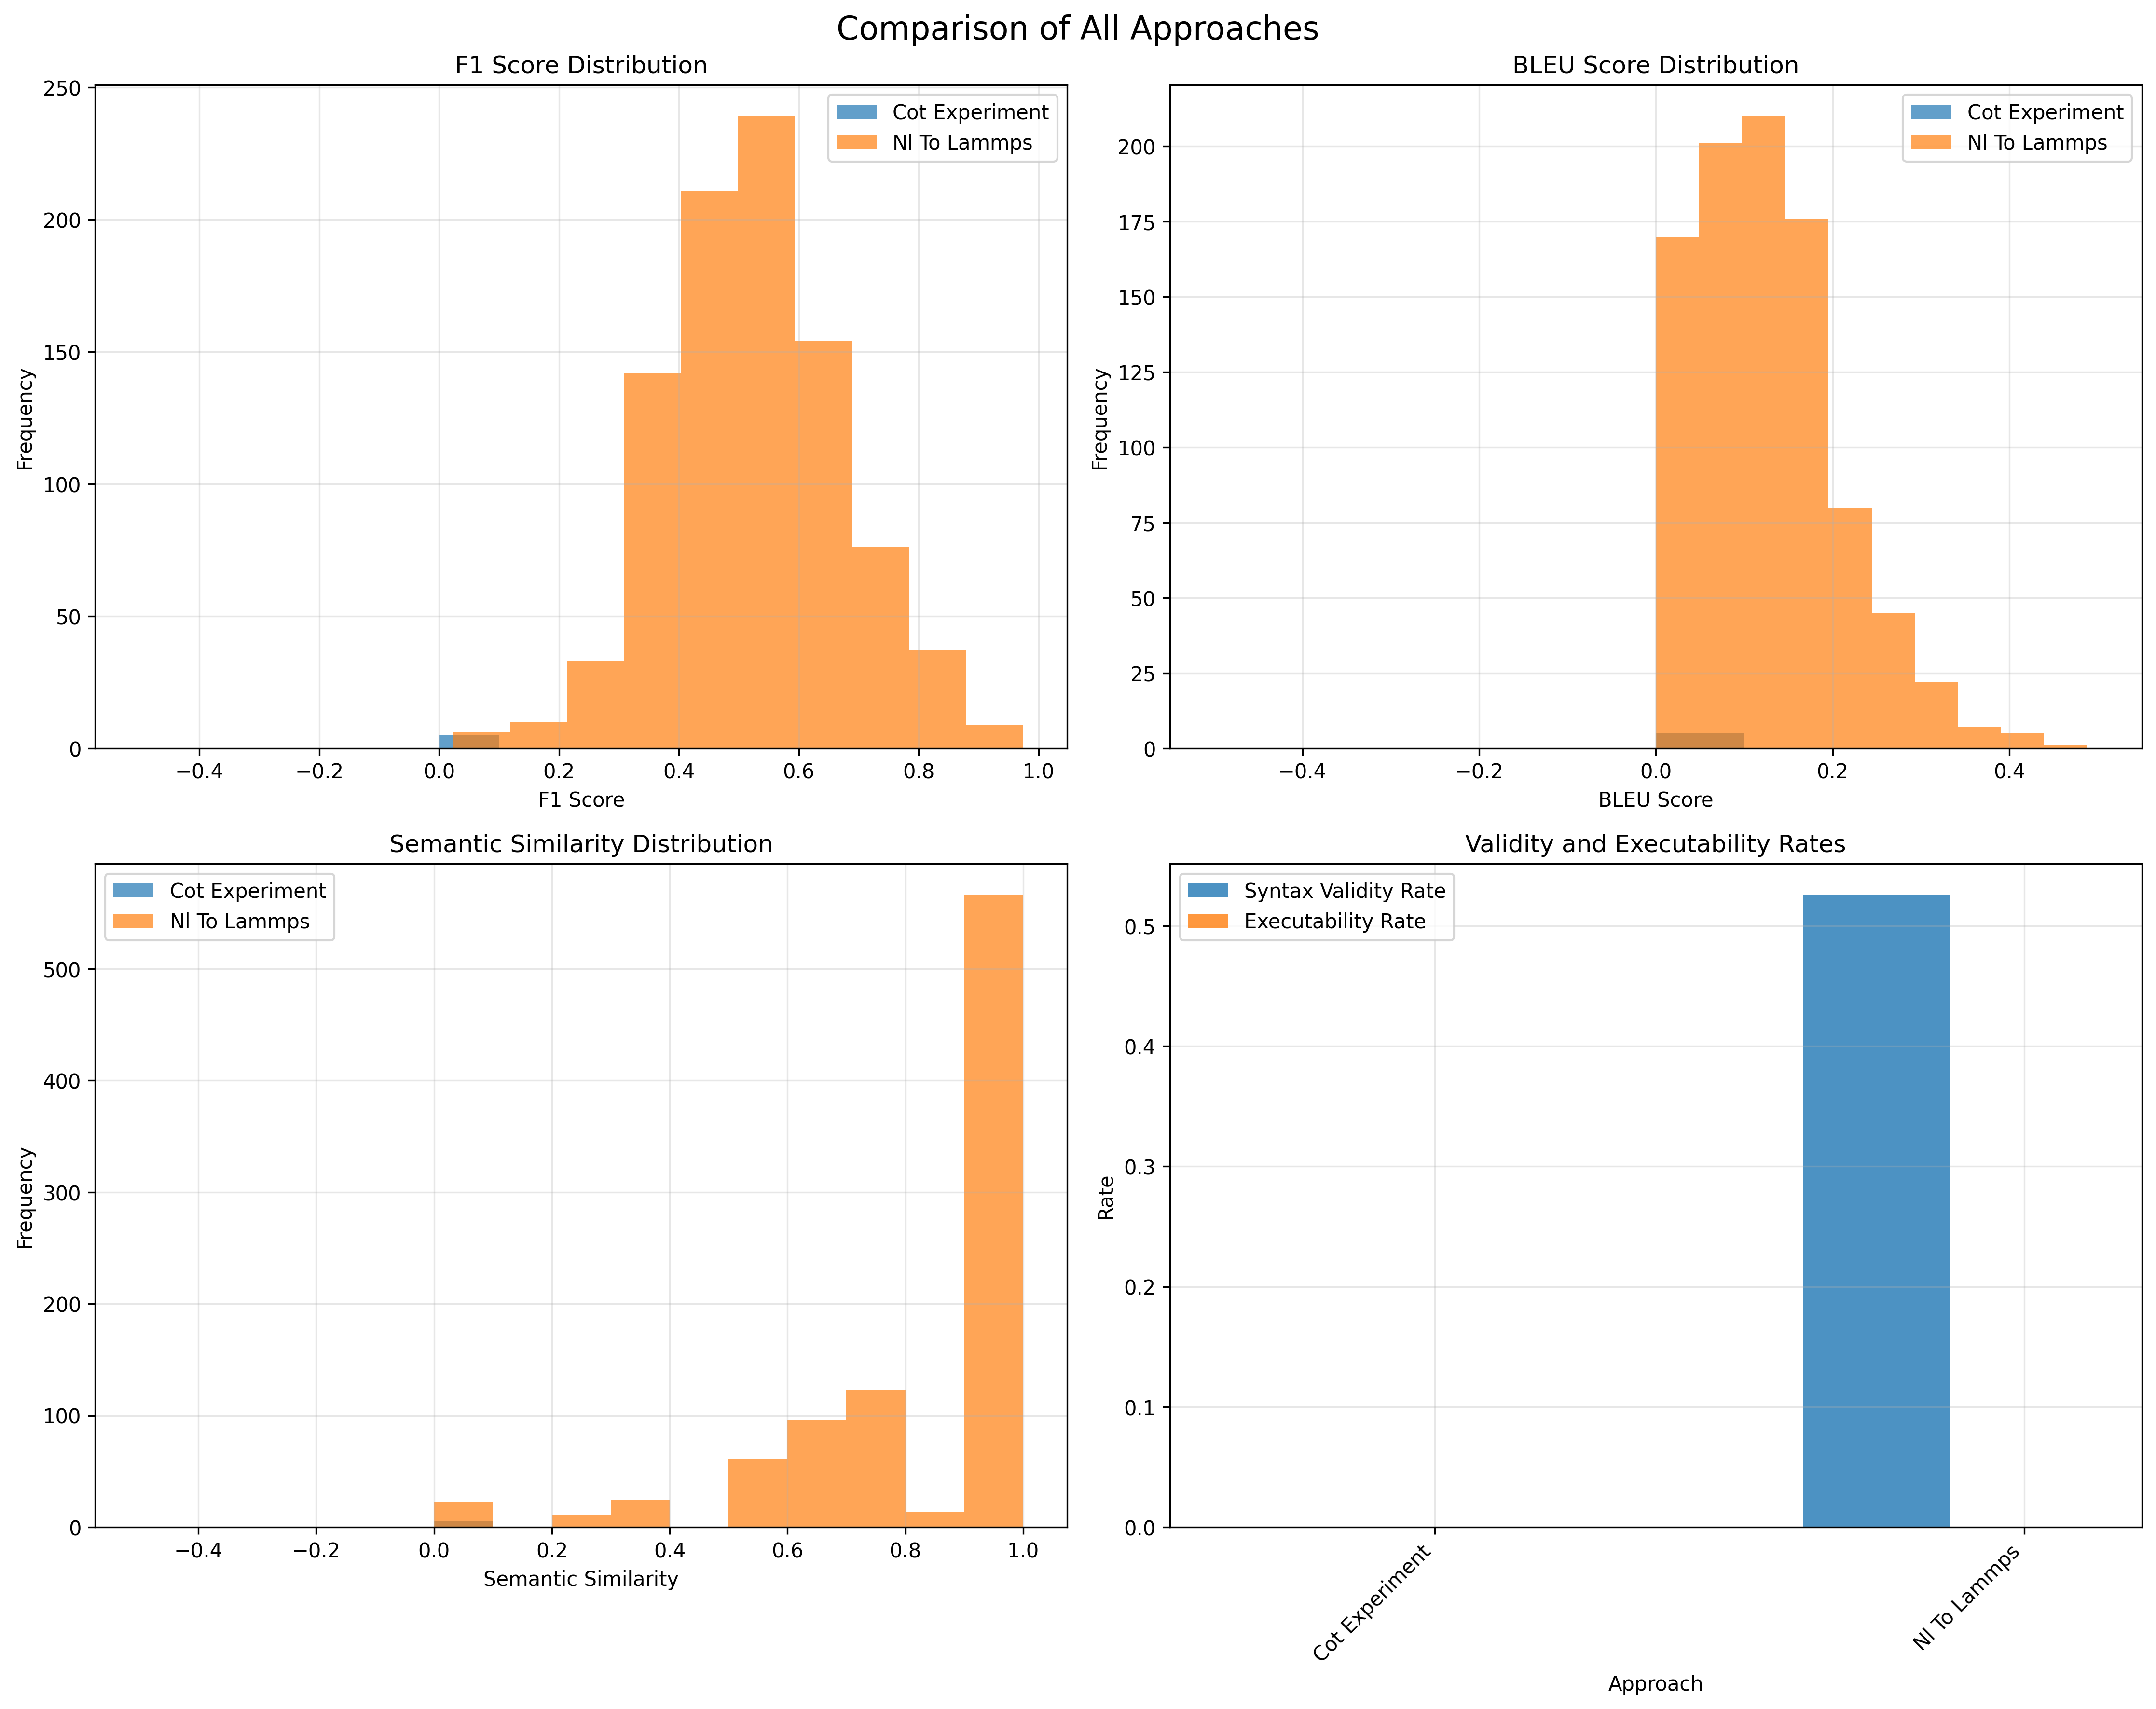 Comparison of All Approaches
F1 Score Distribution
250
200
150
100
50
0
Frequency
Cot Experiment
Nl To Lammps
−0.4
−0.2
0.0
0.2
0.4
0.6
0.8
1.0
F1 Score
BLEU Score Distribution
200
175
150
125
100
75
50
25
0
Frequency
Cot Experiment
Nl To Lammps
−0.4
−0.2
0.0
0.2
0.4
BLEU Score
Semantic Similarity Distribution
500
400
300
200
100
0
Frequency
Cot Experiment
Nl To Lammps
−0.4
−0.2
0.0
0.2
0.4
0.6
0.8
1.0
Semantic Similarity
Validity and Executability Rates
0.5
0.4
0.3
0.2
0.1
0.0
Rate
Syntax Validity Rate
Executability Rate
Cot Experiment
Nl To Lammps
Approach